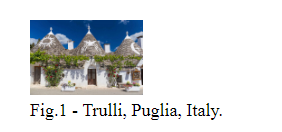 Fig.1 - Trulli, Puglia, Italy.